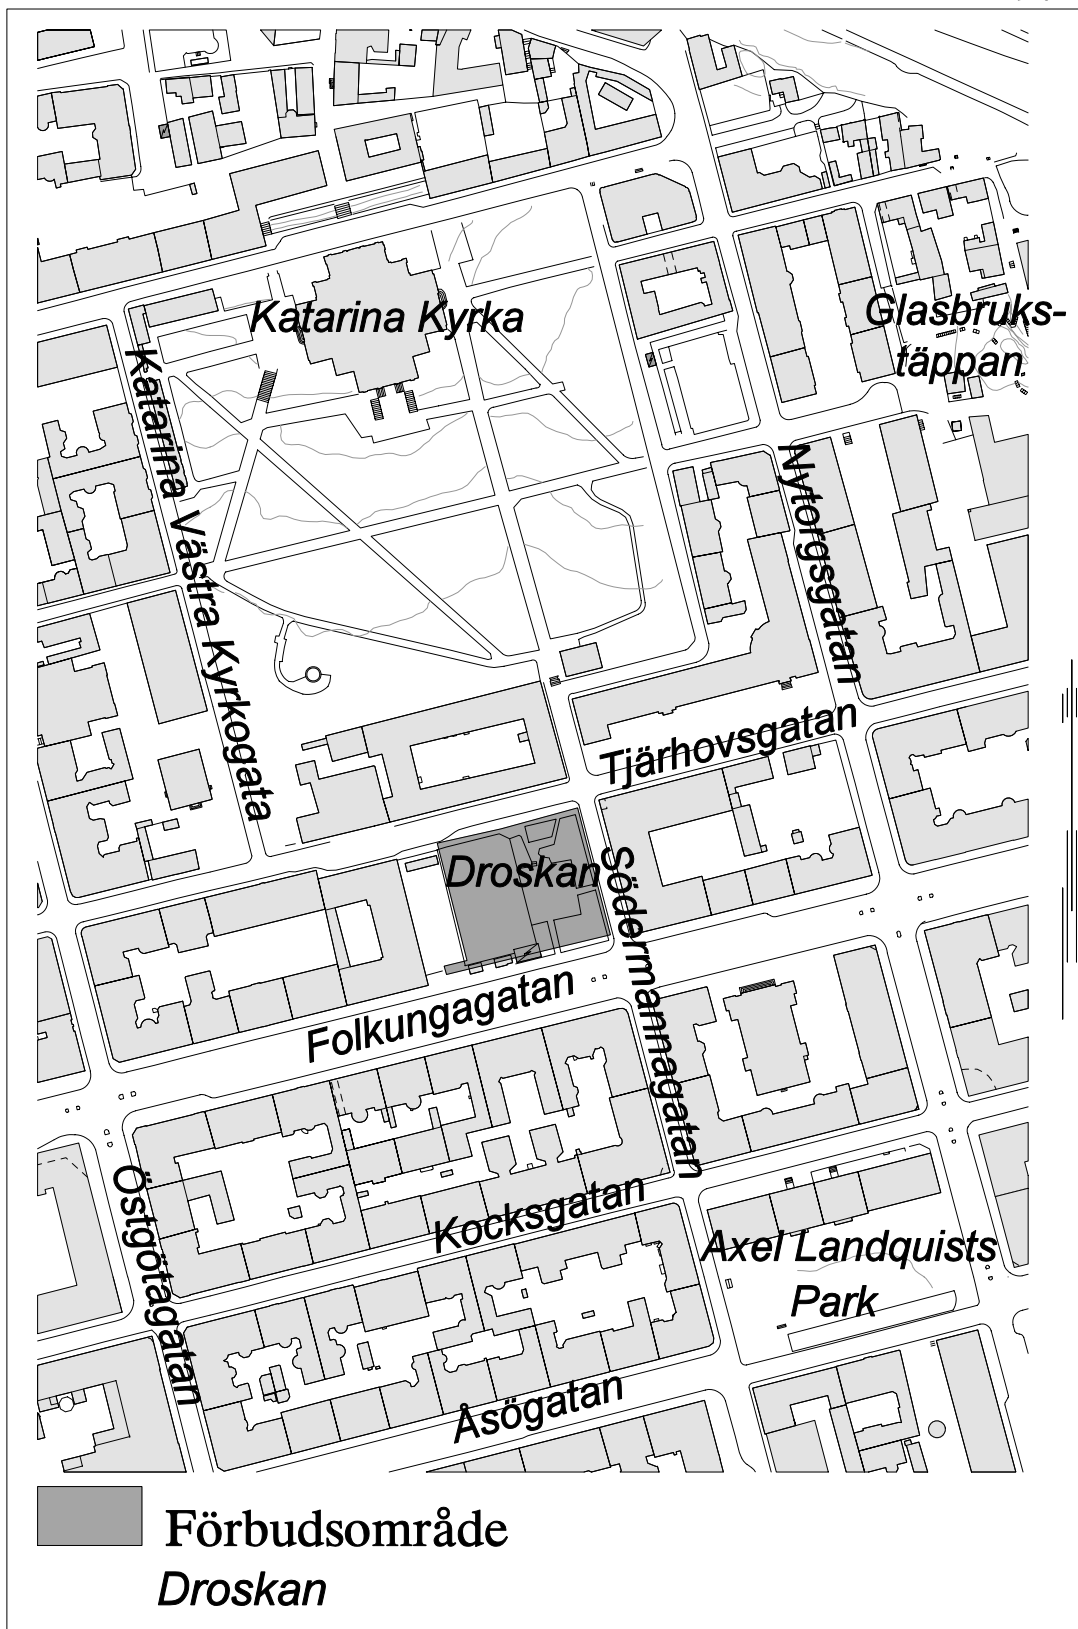 Katarina Kyrka
Glasbruks-
täppan
Katarina Västra Kyrkogata
Nytorgsgatan
Tjärhovsgatan
Droskan
Södermannagatan
Folkungagatan
Östgötagatan
Kocksgatan
Axel Landquists
Park
Åsögatan
Förbudsområde
Droskan